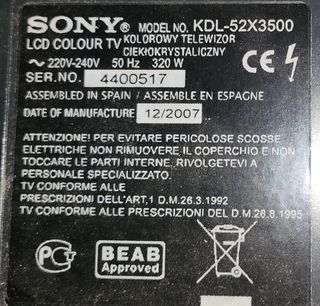 SONY MODEL NO. KDL-52X3500
LCD COLOUR TV KOLOROWY TELEWIZOR
CIEKŁOKRYSTALICZNY
~ 220V-240V 50 Hz 320 W
SER.NO. 4400517
ASSEMBLED IN SPAIN / ASSEMBLE EN ESPAGNE
DATE OF MANUFACTURE 12/2007
ATTENZIONE! PER EVITARE PERICOLOSE SCOSSE
ELETTRICHE NON RIMUOVERE IL COPERCHIO E NON
TOCCARE LE PARTI INTERNE, RIVOLGETEVI A
PERSONALE SPECIALIZZATO.
TV CONFORME ALLE
PRESCRIZIONI DELL'ART,1 D.M.26.3.1992
TV CONFORME ALLE PRESCRIZIONI DEL D.M.26.8.1995
BEAB
Approved